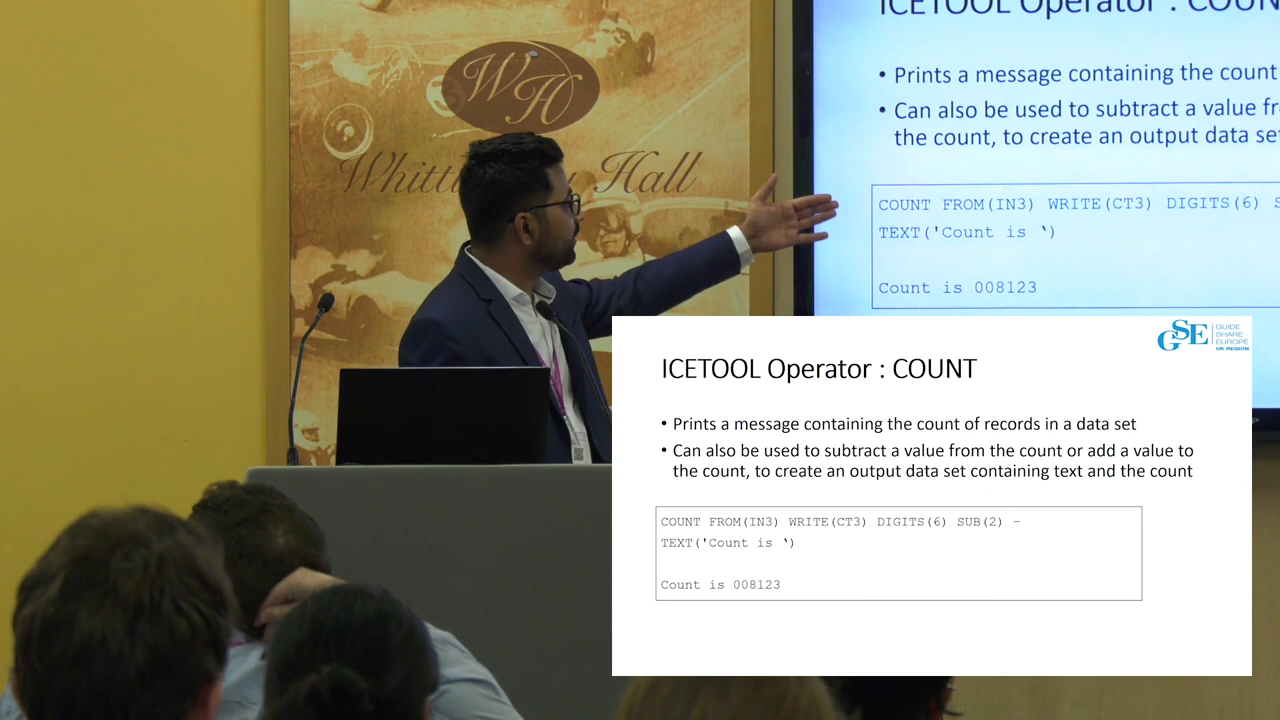 WH
Whitt
Hall
ICETOOL Operator : COUN
• Prints a message containing the count
• Can also be used to subtract a value
the count, to create an output data
COUNT FROM(IN3) WRITE(CT3) DIGITS(6) S
TEXT('Count is ‘)
Count is 008123
GSE
GUIDE
SHARE
EUROPE
UK REGION
ICETOOL Operator : COUNT
• Prints a message containing the count of records in a data set
• Can also be used to subtract a value from the count or add a value to
the count, to create an output data set containing text and the count
COUNT FROM(IN3) WRITE(CT3) DIGITS(6) SUB(2) –
TEXT('Count is ‘)
Count is 008123